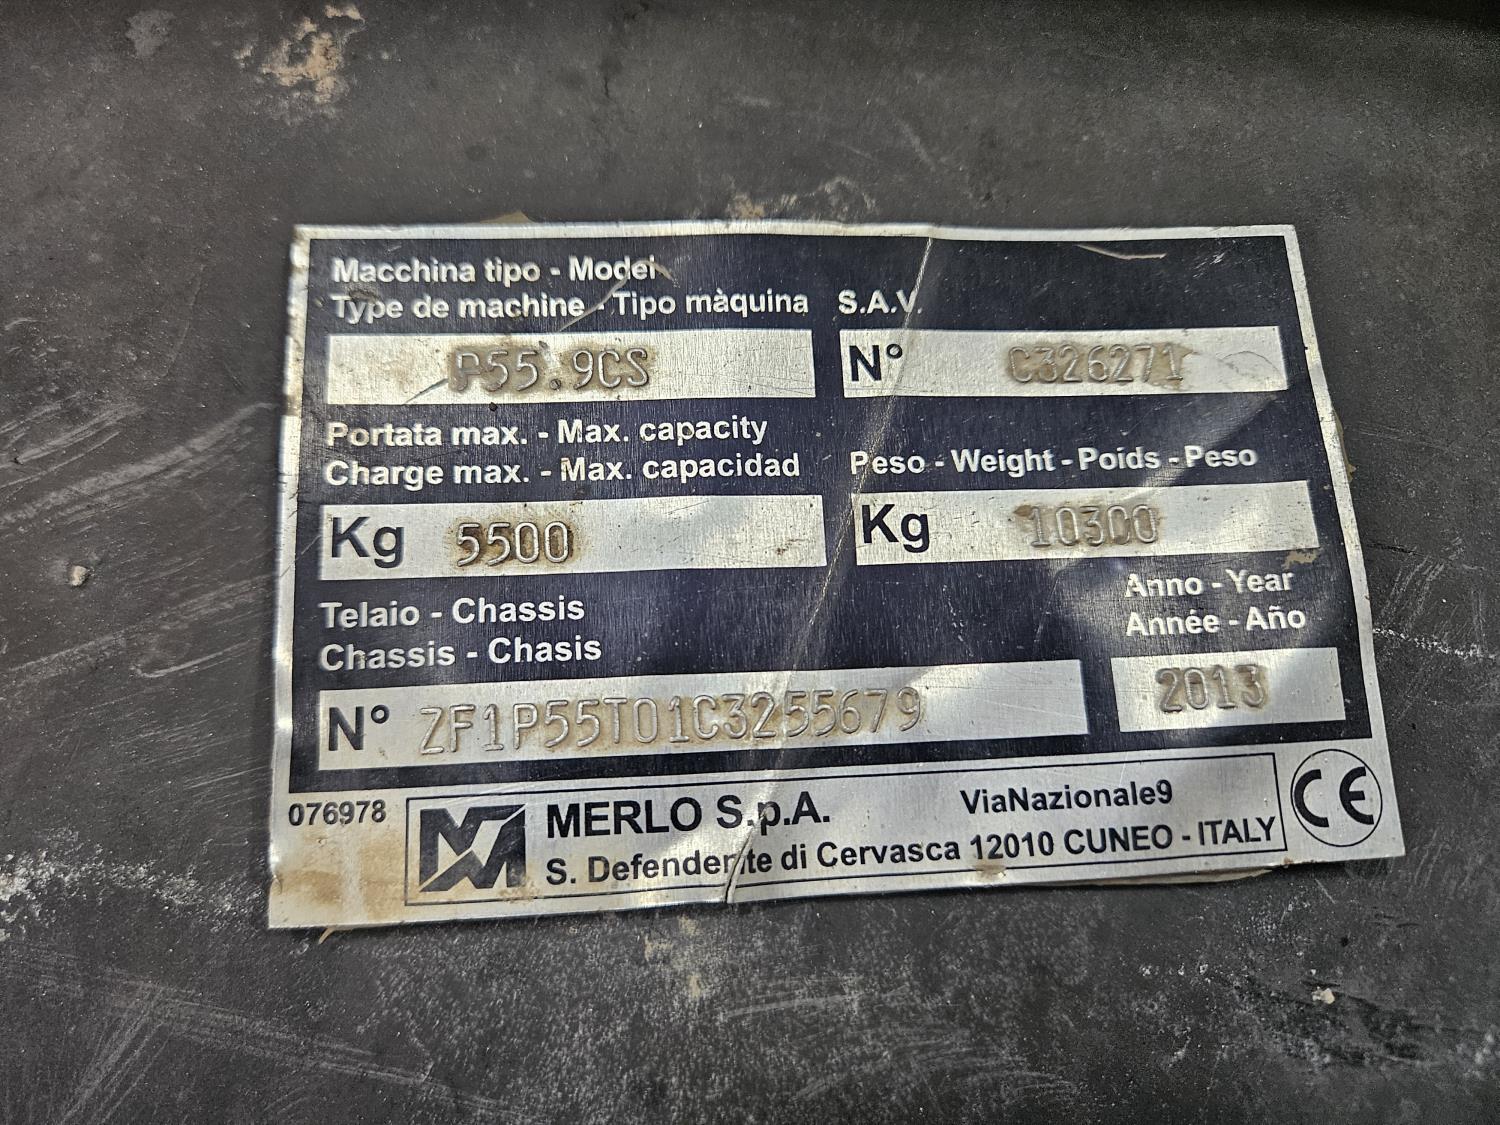 Macchina tipo - Model
Type de machine - Tipo màquina S.A.V.
P55.9CS N° C326271
Portata max. - Max. capacity
Charge max. - Max. capacidad Peso - Weight - Poids - Peso
Kg 5500 Kg 10300
Telaio - Chassis Anno - Year
Chassis - Chasis Année - Año
N° ZF1P55T01C3255679 2013
076978 MERLO S.p.A. ViaNazionale9 CE
S. Defendente di Cervasca 12010 CUNEO - ITALY